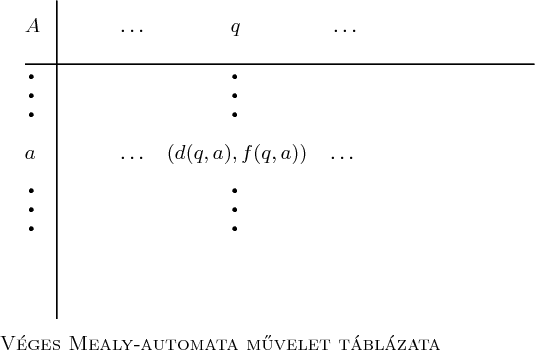 A … q …
a … (d(q, a), f(q, a)) …
Véges Mealy-automata művelet táblázata